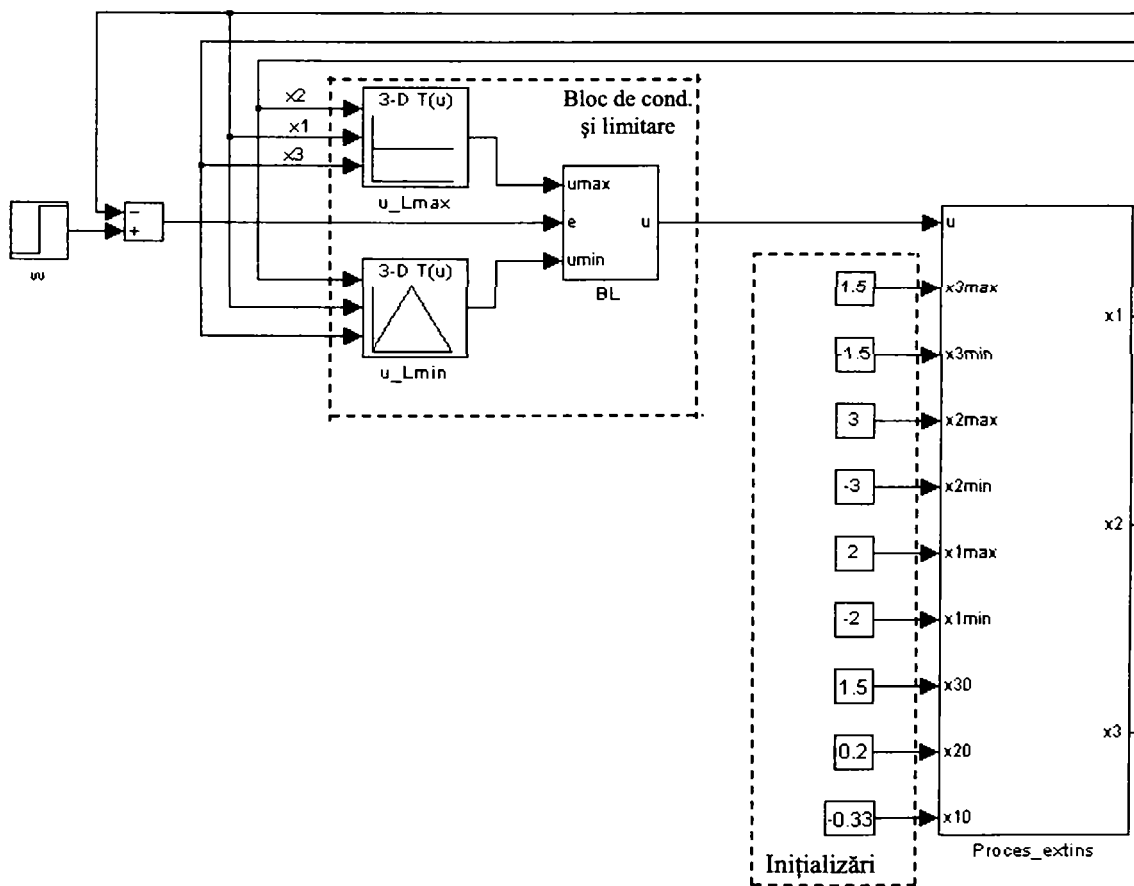 x2
x1
x3
3-D T(u)
u_Lmax
Bloc de cond.
și limitare
umax
e
umin
u
BL
w
3-D T(u)
u_Lmin
u
1.5
x3max
-1.5
x3min
3
x2max
-3
x2min
2
x1max
-2
x1min
1.5
x30
0.2
x20
-0.33
x10
x1
x2
x3
Proces_extins
Inițializări